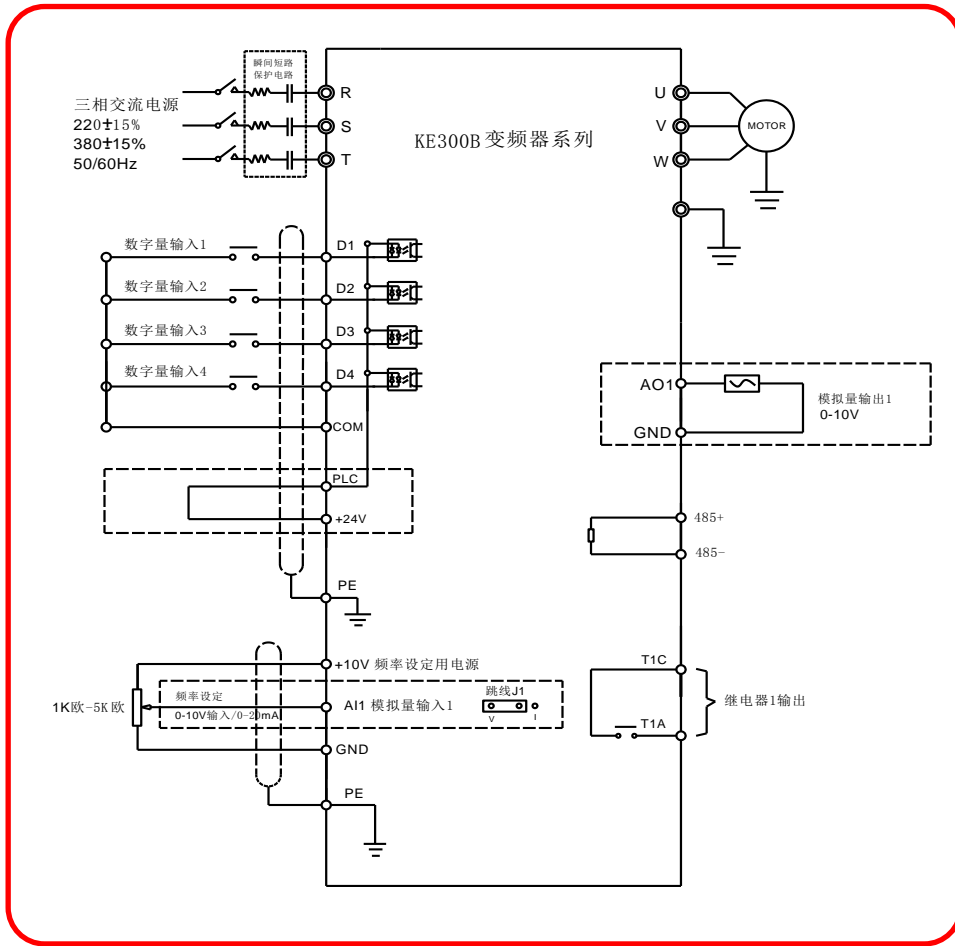 瞬间短路
保护电路
三相交流电源
220±15%
380±15%
50/60Hz
R
S
T
KE300B 变频器系列
U
V
W
MOTOR
数字量输入1
D1
数字量输入2
D2
数字量输入3
D3
数字量输入4
D4
COM
PLC
+24V
PE
AO1
GND
模拟量输出1
0-10V
485+
485-
+10V 频率设定用电源
1K欧-5K欧
频率设定
0-10V输入/0-20mA
AI1 模拟量输入1
跳线J1
V
I
GND
PE
T1C
T1A
继电器1输出